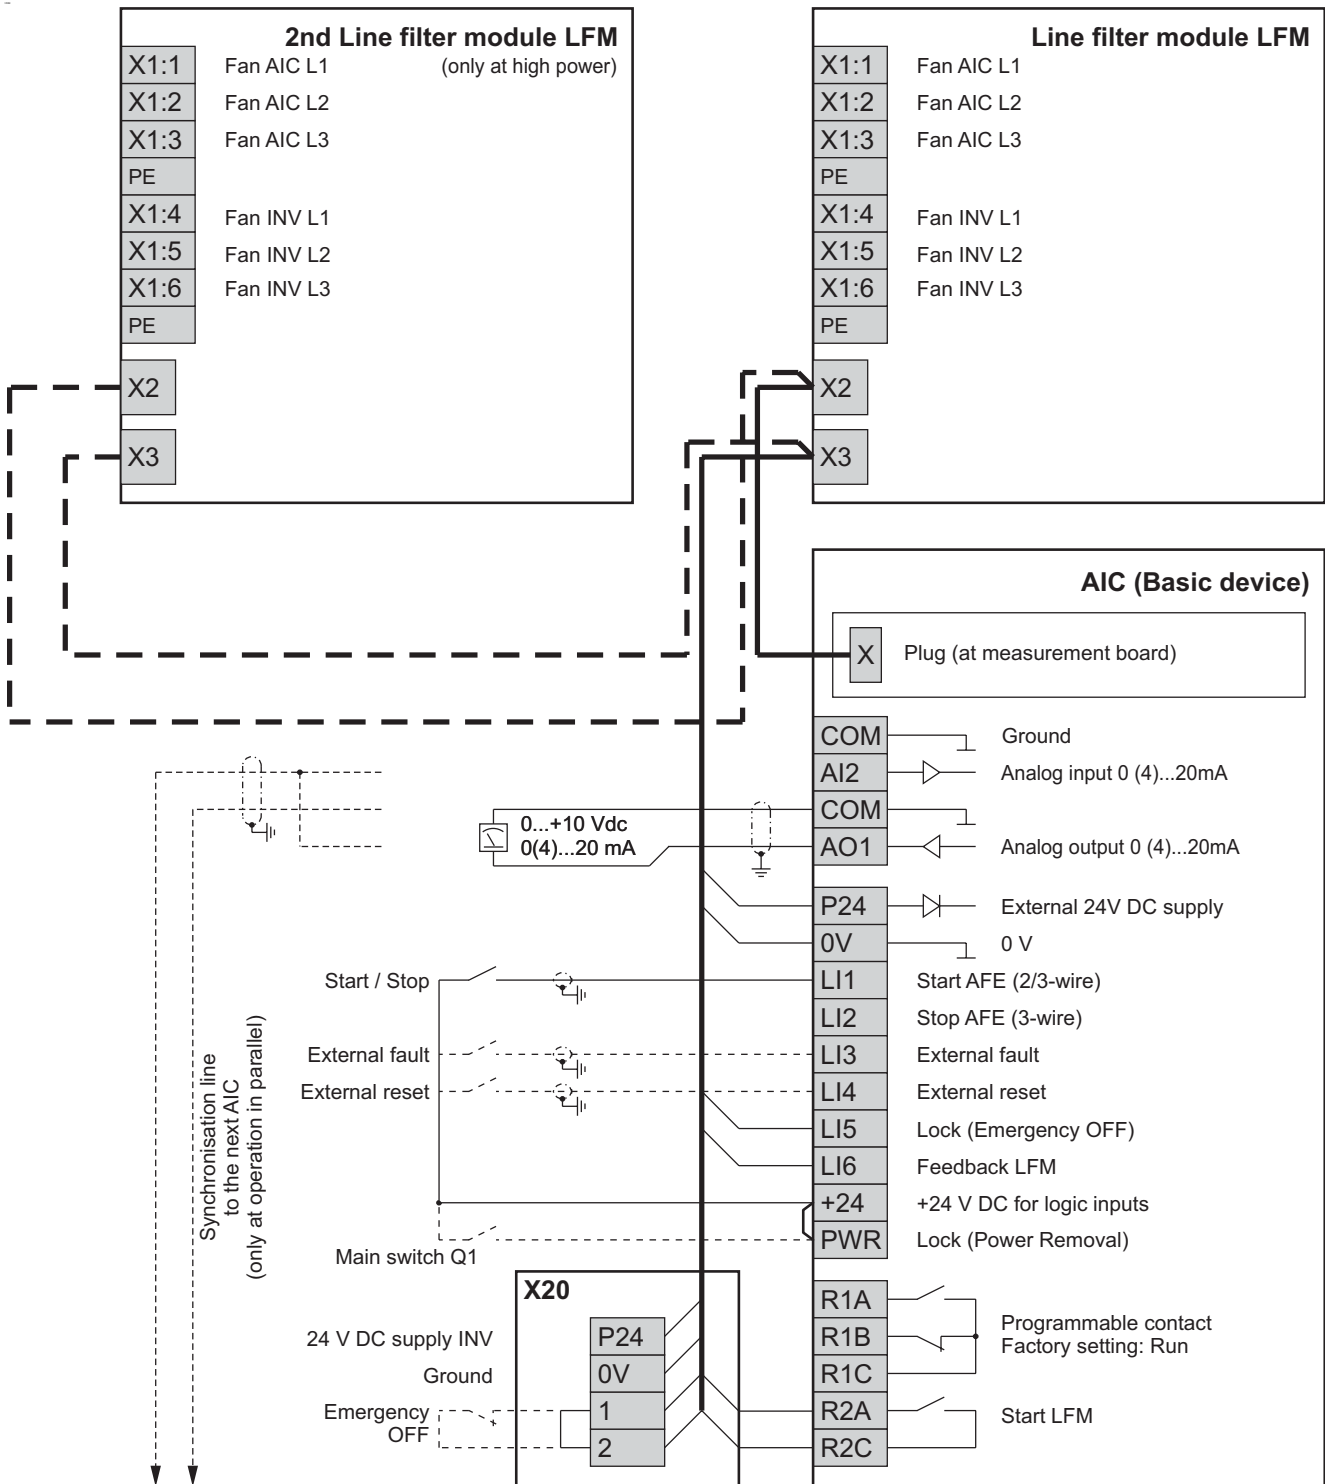 2nd Line filter module LFM
(only at high power)
X1:1 Fan AIC L1
X1:2 Fan AIC L2
X1:3 Fan AIC L3
PE
X1:4 Fan INV L1
X1:5 Fan INV L2
X1:6 Fan INV L3
PE
X2
X3
Line filter module LFM
X1:1 Fan AIC L1
X1:2 Fan AIC L2
X1:3 Fan AIC L3
PE
X1:4 Fan INV L1
X1:5 Fan INV L2
X1:6 Fan INV L3
PE
X2
X3
AIC (Basic device)
X Plug (at measurement board)
COM Ground
AI2 Analog input 0 (4)...20mA
COM
AO1 Analog output 0 (4)...20mA
0...+10 Vdc
0(4)...20 mA
P24 External 24V DC supply
0V 0 V
Start / Stop LI1 Start AFE (2/3-wire)
LI2 Stop AFE (3-wire)
External fault LI3 External fault
External reset LI4 External reset
LI5 Lock (Emergency OFF)
LI6 Feedback LFM
+24 +24 V DC for logic inputs
Main switch Q1 PWR Lock (Power Removal)
Synchronisation line
to the next AIC
(only at operation in parallel)
X20
24 V DC supply INV P24
Ground 0V
Emergency
OFF
1
2
R1A
R1B
R1C
Programmable contact
Factory setting: Run
R2A Start LFM
R2C